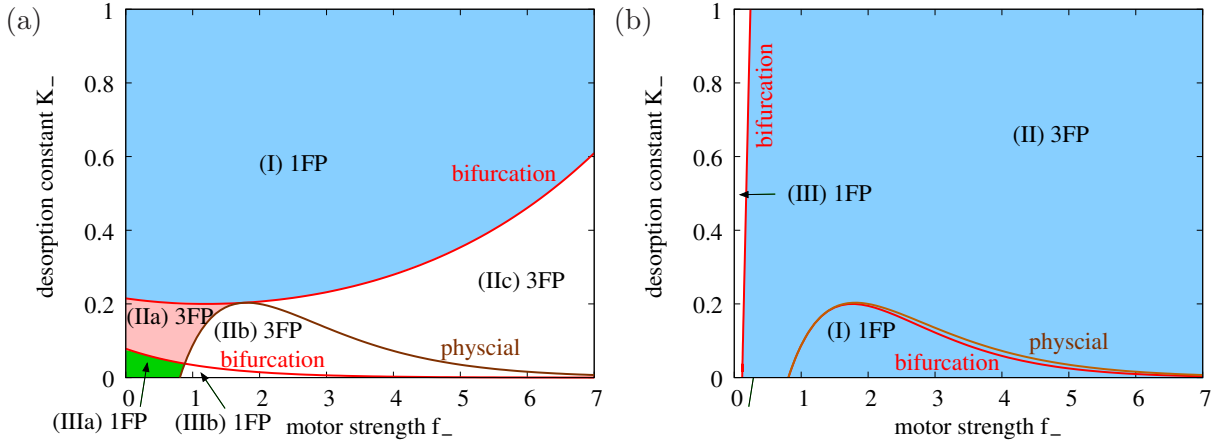 (a)
1
0.8
0.6
0.4
0.2
0
desorption constant K_
(I) 1FP
bifurcation
(IIc) 3FP
(IIa) 3FP
(IIb) 3FP
physcial
bifurcation
0 1 2 3 4 5 6 7
(IIIa) 1FP
(IIIb) 1FP
motor strength f_
(b)
1
0.8
0.6
0.4
0.2
0
desorption constant K_
bifurcation
(II) 3FP
(III) 1FP
(I) 1FP
physcial
bifurcation
0 1 2 3 4 5 6 7
motor strength f_